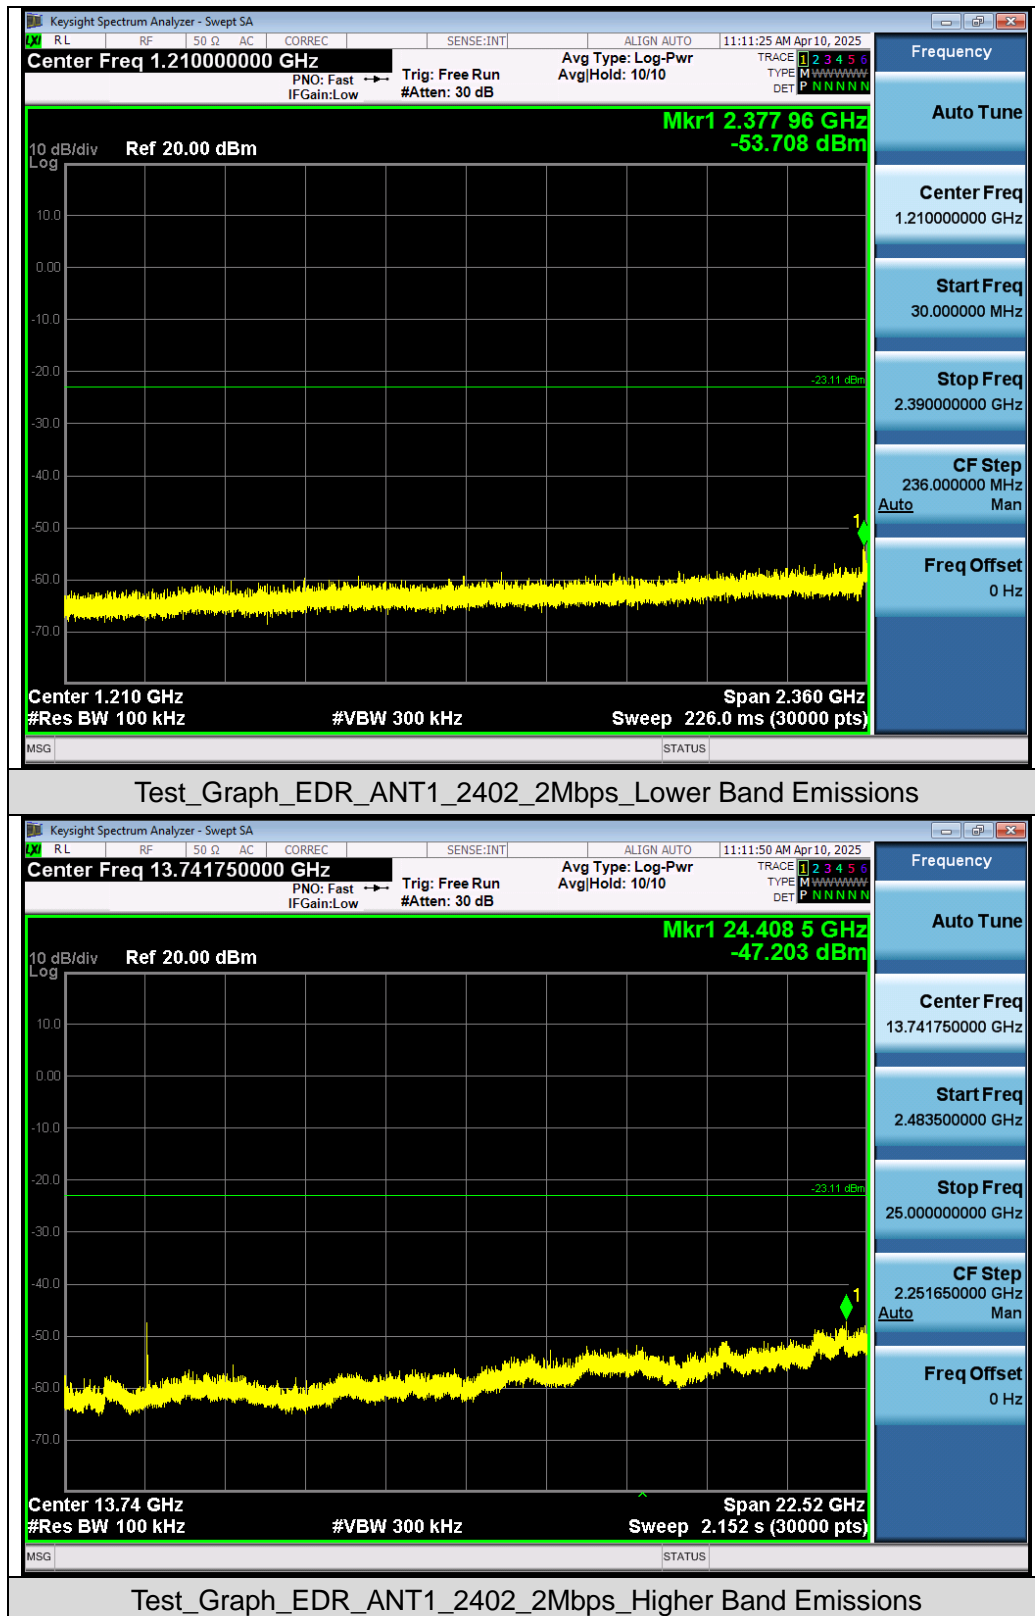 Keysight Spectrum Analyzer - Swept SA
LXI RL RF 50 Ω AC CORREC SENSE:INT ALIGN AUTO 11:11:25 AM Apr 10, 2025
Center Freq 1.210000000 GHz
PNO: Fast
IFGain:Low
Trig: Free Run
#Atten: 30 dB
Avg Type: Log-Pwr
Avg|Hold: 10/10
TRACE 1 2 3 4 5 6
TYPE M WWWWW
DET P N N N N N
Mkr1 2.377 96 GHz
-53.708 dBm
10 dB/div Ref 20.00 dBm
Log
10.0
0.00
-10.0
-20.0
-23.11 dBm
-30.0
-40.0
-50.0
1
-60.0
-70.0
Center 1.210 GHz Span 2.360 GHz
#Res BW 100 kHz #VBW 300 kHz Sweep 226.0 ms (30000 pts)
MSG STATUS
Frequency
Auto Tune
Center Freq
1.210000000 GHz
Start Freq
30.000000 MHz
Stop Freq
2.390000000 GHz
CF Step
236.000000 MHz
Auto Man
Freq Offset
0 Hz
Test_Graph_EDR_ANT1_2402_2Mbps_Lower Band Emissions
Keysight Spectrum Analyzer - Swept SA
LXI RL RF 50 Ω AC CORREC SENSE:INT ALIGN AUTO 11:11:50 AM Apr 10, 2025
Center Freq 13.741750000 GHz
PNO: Fast
IFGain:Low
Trig: Free Run
#Atten: 30 dB
Avg Type: Log-Pwr
Avg|Hold: 10/10
TRACE 1 2 3 4 5 6
TYPE M WWWWW
DET P N N N N N
Mkr1 24.408 5 GHz
-47.203 dBm
10 dB/div Ref 20.00 dBm
Log
10.0
0.00
-10.0
-20.0
-23.11 dBm
-30.0
-40.0
1
-50.0
-60.0
-70.0
Center 13.74 GHz Span 22.52 GHz
#Res BW 100 kHz #VBW 300 kHz Sweep 2.152 s (30000 pts)
MSG STATUS
Frequency
Auto Tune
Center Freq
13.741750000 GHz
Start Freq
2.483500000 GHz
Stop Freq
25.000000000 GHz
CF Step
2.251650000 GHz
Auto Man
Freq Offset
0 Hz
Test_Graph_EDR_ANT1_2402_2Mbps_Higher Band Emissions